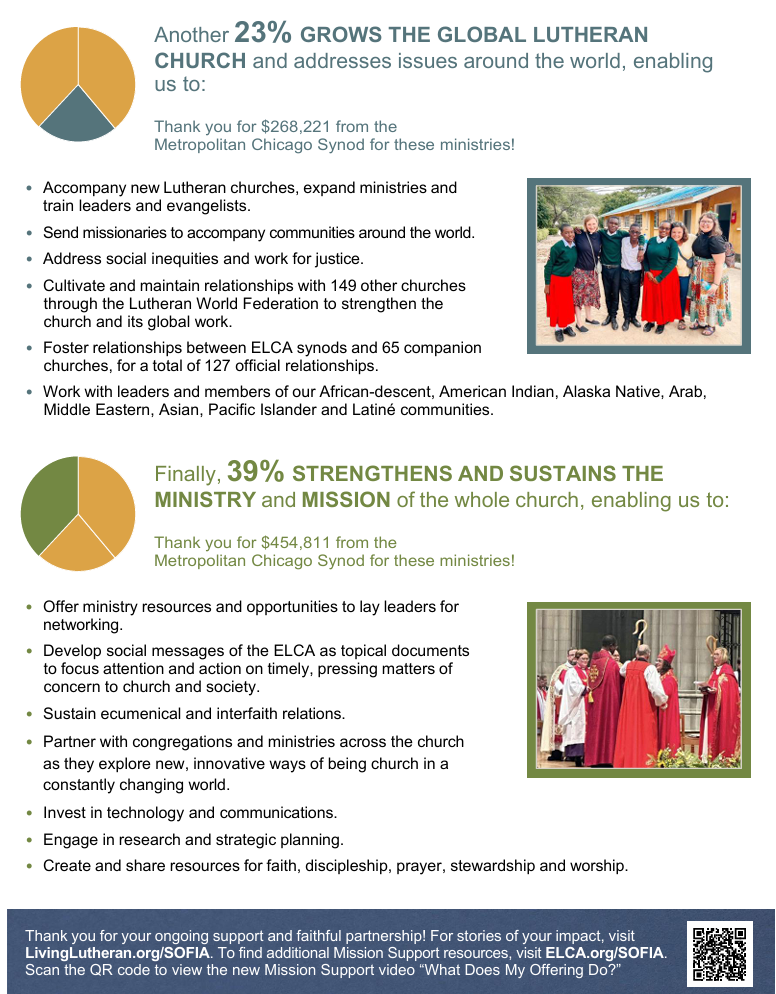 Another 23% GROWS THE GLOBAL LUTHERAN
CHURCH and addresses issues around the world, enabling
us to:
Thank you for $268,221 from the
Metropolitan Chicago Synod for these ministries!
• Accompany new Lutheran churches, expand ministries and
train leaders and evangelists.
• Send missionaries to accompany communities around the world.
• Address social inequities and work for justice.
• Cultivate and maintain relationships with 149 other churches
through the Lutheran World Federation to strengthen the
church and its global work.
• Foster relationships between ELCA synods and 65 companion
churches, for a total of 127 official relationships.
• Work with leaders and members of our African-descent, American Indian, Alaska Native, Arab,
Middle Eastern, Asian, Pacific Islander and Latiné communities.
Finally, 39% STRENGTHENS AND SUSTAINS THE
MINISTRY and MISSION of the whole church, enabling us to:
Thank you for $454,811 from the
Metropolitan Chicago Synod for these ministries!
• Offer ministry resources and opportunities to lay leaders for
networking.
• Develop social messages of the ELCA as topical documents
to focus attention and action on timely, pressing matters of
concern to church and society.
• Sustain ecumenical and interfaith relations.
• Partner with congregations and ministries across the church
as they explore new, innovative ways of being church in a
constantly changing world.
• Invest in technology and communications.
• Engage in research and strategic planning.
• Create and share resources for faith, discipleship, prayer, stewardship and worship.
Thank you for your ongoing support and faithful partnership! For stories of your impact, visit
LivingLutheran.org/SOFIA. To find additional Mission Support resources, visit ELCA.org/SOFIA.
Scan the QR code to view the new Mission Support video “What Does My Offering Do?”